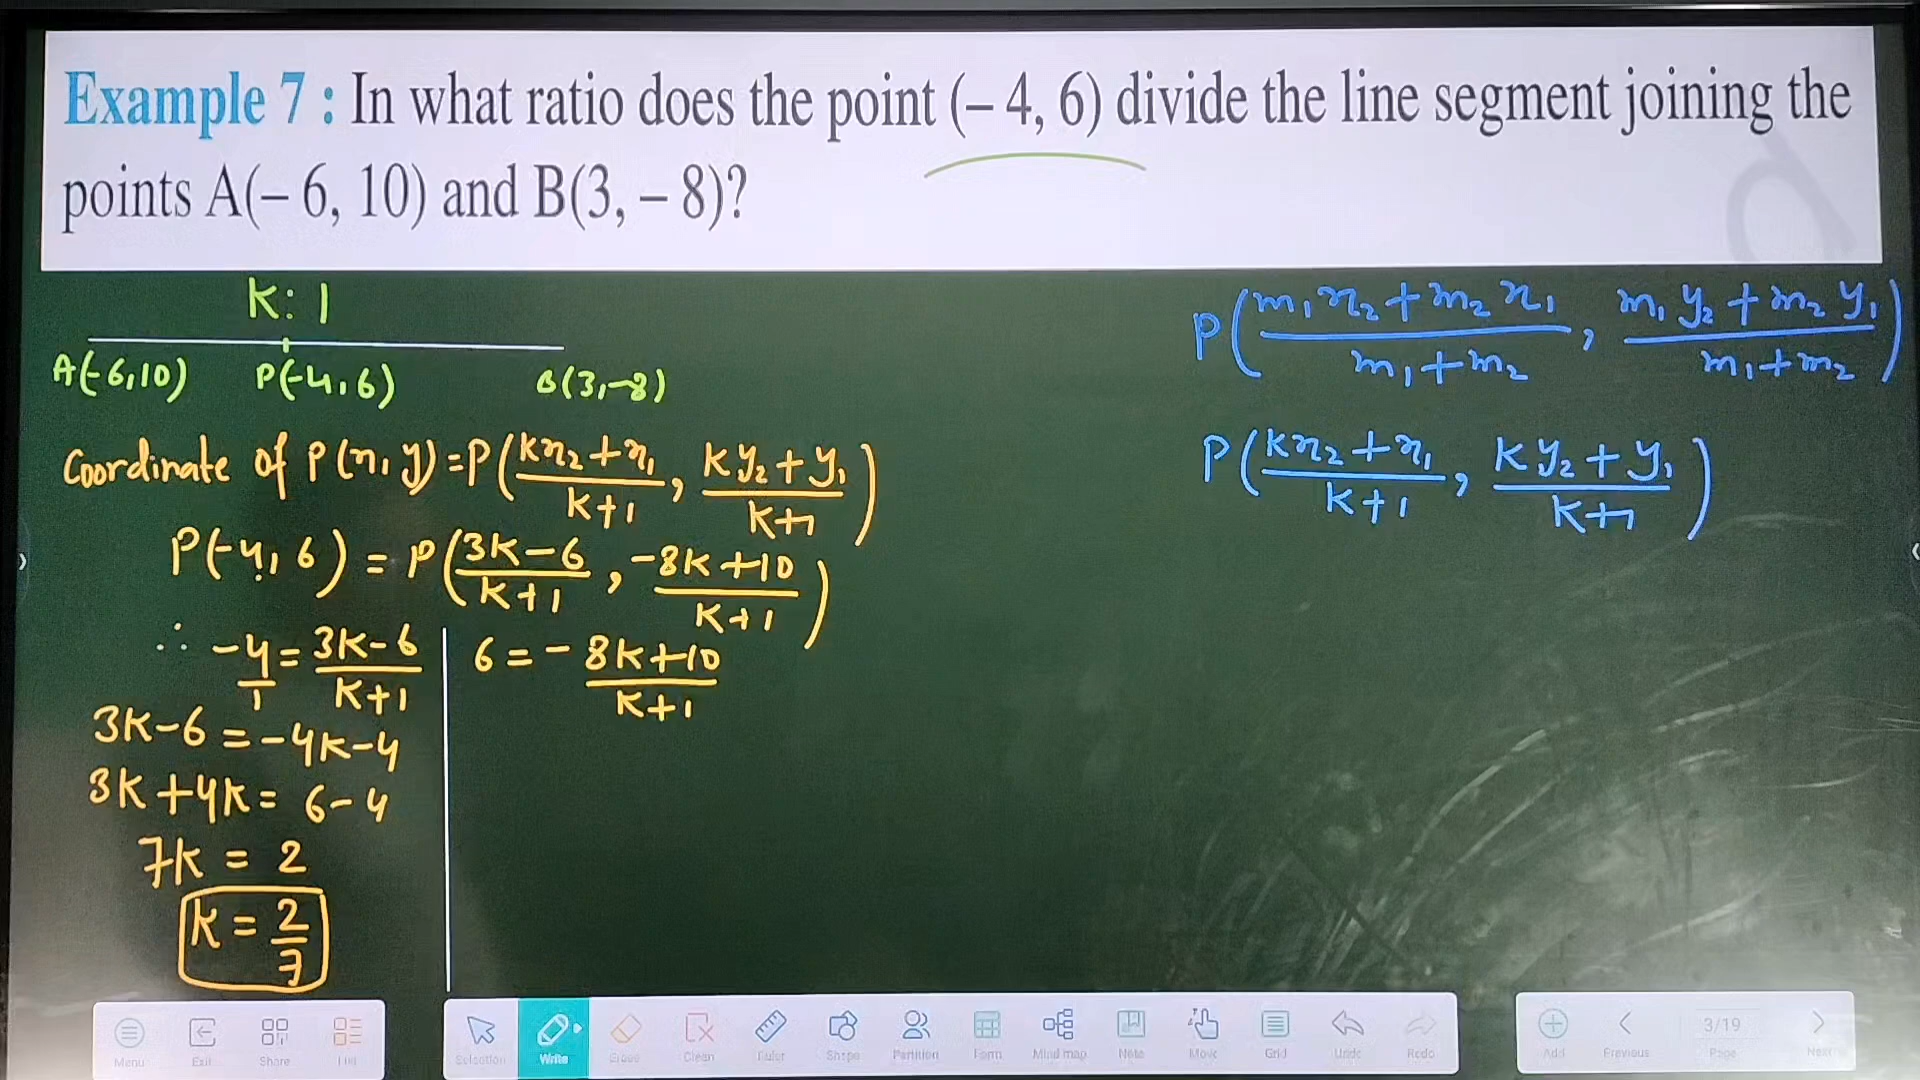 Example 7 : In what ratio does the point (– 4, 6) divide the line segment joining the
points A(– 6, 10) and B(3, – 8)?
K : 1
A(-6,10) P(-4,6) B(3,-8)
P(m₁x₂+m₂x₁/m₁+m₂, m₁y₂+m₂y₁/m₁+m₂)
P(kx₂+x₁/k+1, ky₂+y₁/k+1)
Coordinate of P(x,y)=P(kx₂+x₁/k+1, ky₂+y₁/k+1)
P(-4,6) = P(3k-6/k+1, -8k+10/k+1)
∴ -4/1 = 3k-6/k+1
3k-6 = -4k-4
3k+4k = 6-4
7k = 2
k = 2/7
6 = -8k+10/k+1
Menu Exit Share Selection Write Erase Clean Ruler Shape Partition Form Mind map Note Move Grid Undo Redo Add Previous 3/19 Page Next